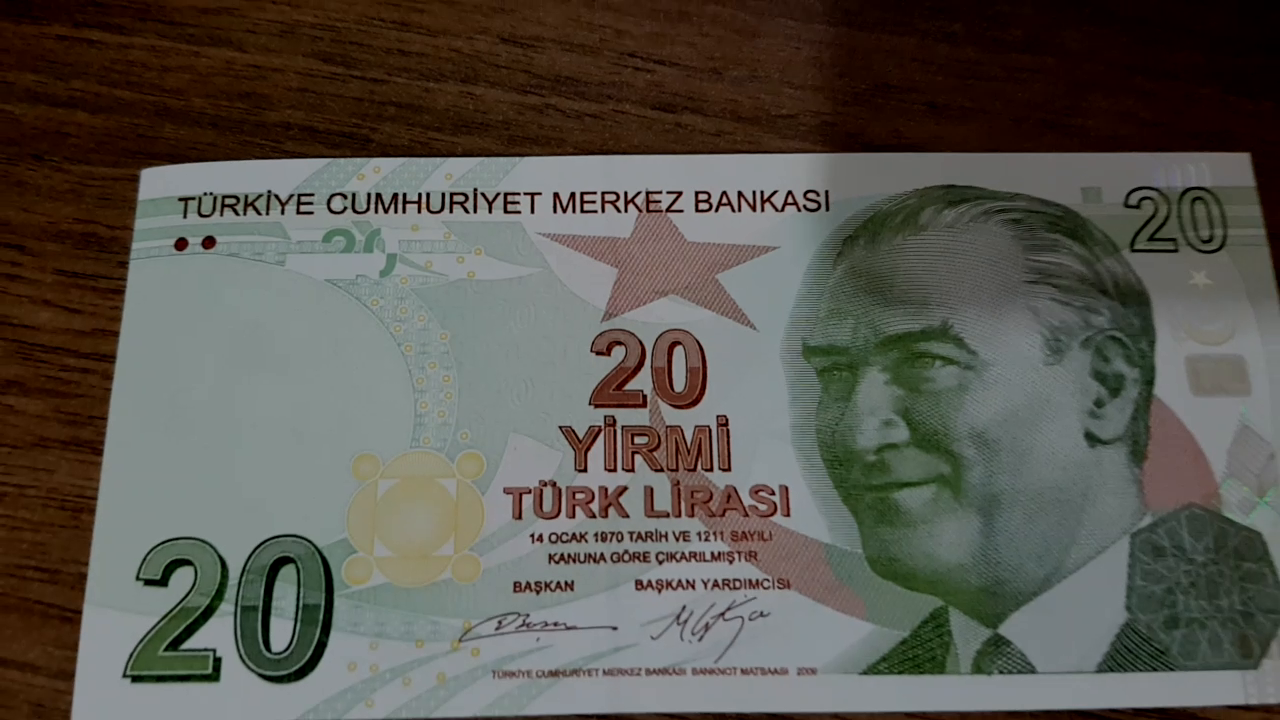 TÜRKİYE CUMHURİYET MERKEZ BANKASI
20
20
20
YİRMİ
TÜRK LİRASI
14 OCAK 1970 TARİH VE 1211 SAYILI
KANUNA GÖRE ÇIKARILMIŞTIR
BAŞKAN BAŞKAN YARDIMCISI
20
TÜRKİYE CUMHURİYET MERKEZ BANKASI BANKNOT MATBAASI 2009